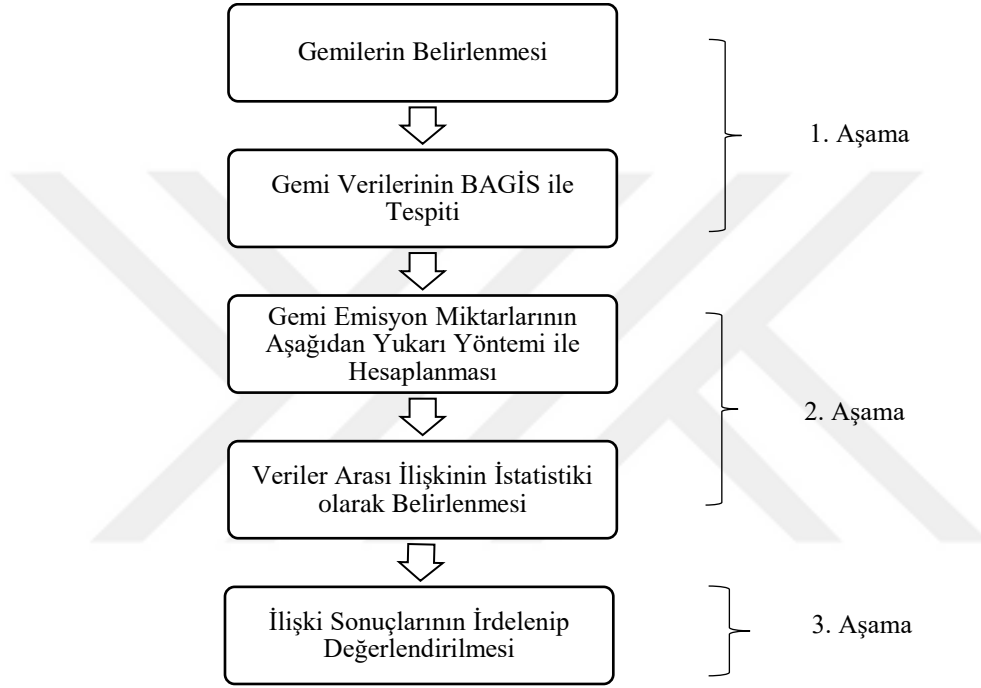 Gemilerin Belirlenmesi
1. Aşama
Gemi Verilerinin BAGİS ile
Tespiti
Gemi Emisyon Miktarlarının
Aşağıdan Yukarı Yöntemi ile
Hesaplanması
2. Aşama
Veriler Arası İlişkinin İstatistiki
olarak Belirlenmesi
İlişki Sonuçlarının İrdelenip
Değerlendirilmesi
3. Aşama